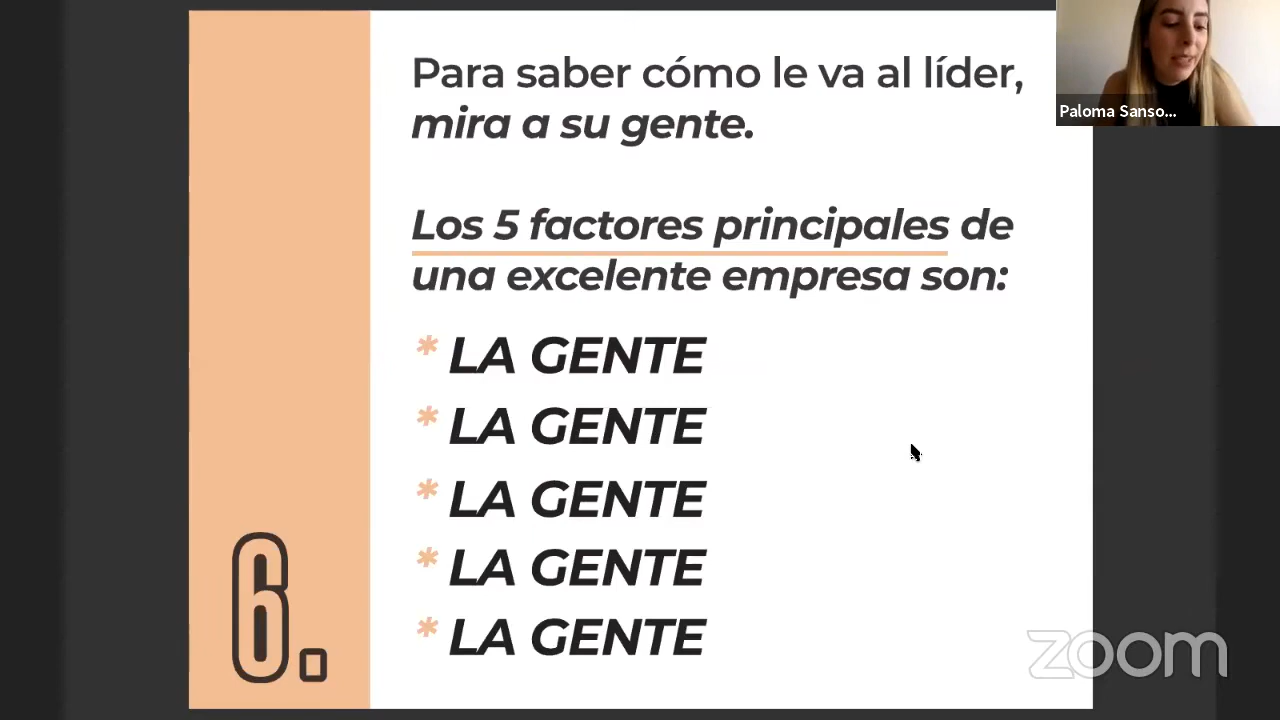 Para saber cómo le va al líder,
mira a su gente.
Los 5 factores principales de
una excelente empresa son:
* LA GENTE
* LA GENTE
* LA GENTE
* LA GENTE
* LA GENTE
6.
Paloma Sanso...
zoom